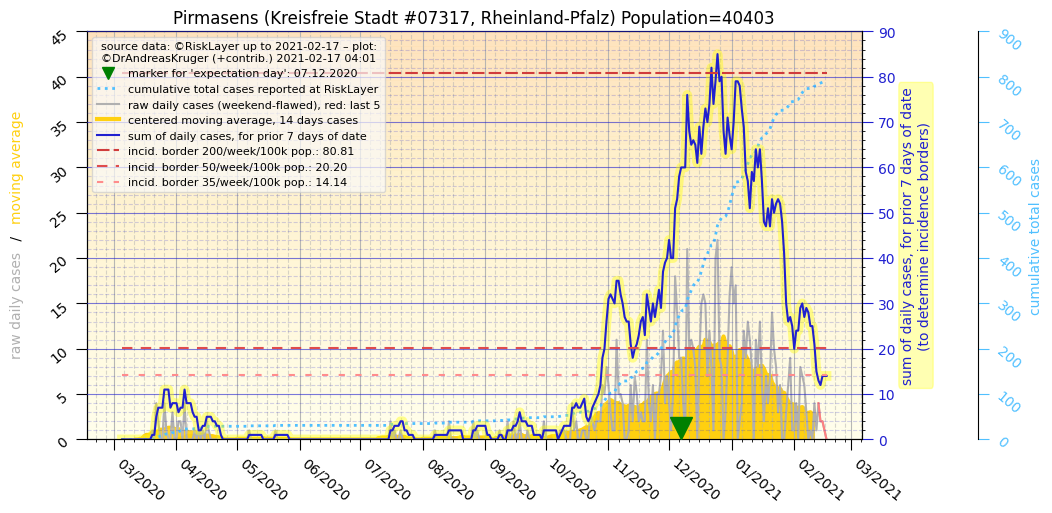 Pirmasens (Kreisfreie Stadt #07317, Rheinland-Pfalz) Population=40403
source data: ©RiskLayer up to 2021-02-17 – plot:
©DrAndreasKruger (+contrib.) 2021-02-17 04:01
marker for 'expectation day': 07.12.2020
cumulative total cases reported at RiskLayer
raw daily cases (weekend-flawed), red: last 5
centered moving average, 14 days cases
sum of daily cases, for prior 7 days of date
incid. border 200/week/100k pop.: 80.81
incid. border 50/week/100k pop.: 20.20
incid. border 35/week/100k pop.: 14.14
raw daily cases / moving average
45
40
35
30
25
20
15
10
5
0
90
80
70
60
50
40
30
20
10
0
sum of daily cases, for prior 7 days of date
(to determine incidence borders)
900
800
700
600
500
400
300
200
100
0
cumulative total cases
03/2020
04/2020
05/2020
06/2020
07/2020
08/2020
09/2020
10/2020
11/2020
12/2020
01/2021
02/2021
03/2021